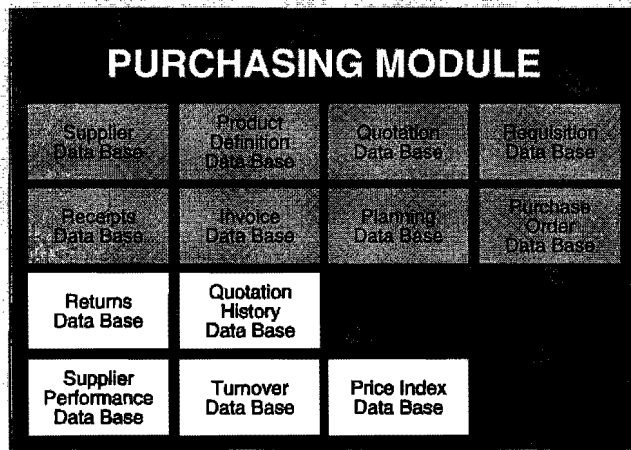 PURCHASING MODULE
Supplier
Data Base
Product
Definition
Data Base
Quotation
Data Base
Requisition
Data Base
Receipts
Data Base
Invoice
Data Base
Planning
Data Base
Purchase
Order
Data Base
Returns
Data Base
Quotation
History
Data Base
Supplier
Performance
Data Base
Turnover
Data Base
Price Index
Data Base